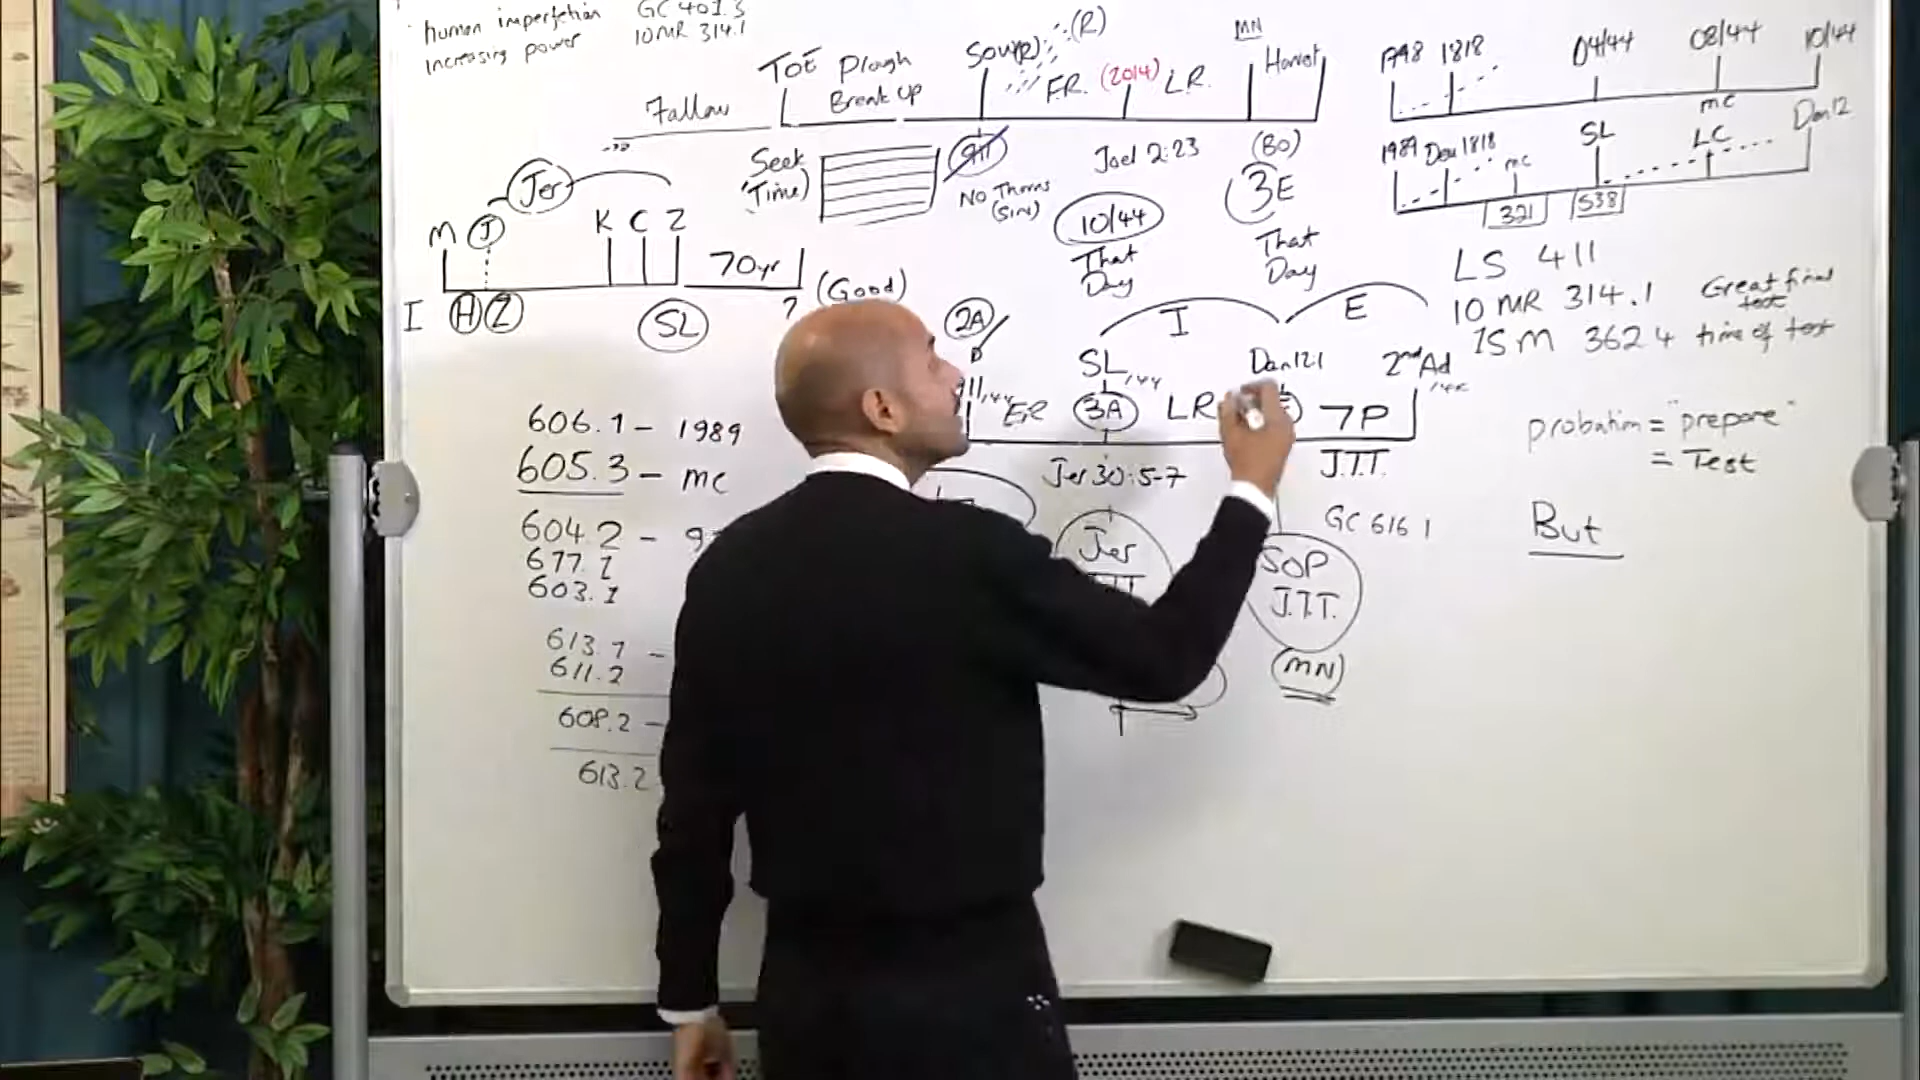 human imperfection GC 401.3
increasing power 10MR 314.1
Fallow
TOE Plough
Break up
Sow(s) (R)
F.R. (2014) L.R.
MN
Harvest
Seek
(Time)
911
No Thorns
(SIN)
Joel 2:23
(BO)
10/44
That
Day
3E
That
Day
1798 1818 04/44 08/44 10/44
mc
1989 Dan 1818 mc SL LC Dan 12
321 538
Jer
M J K C Z
70yr
I H Z SL ? (Good)
LS 411
10 MR 314.1 Great final
test
1SM 362 4 time of test
2A
I E
SL /44 Dan 12 1 2nd Ad
911/44 ER 3A LR 7P
Jer 30:5-7 J.T.T.
GC 616 1
Jer
J.T.T.
SOP
J.T.T.
(MN)
probation = "prepare"
= Test
But
606.1 - 1989
605.3 - mc
604.2 -
677.1
603.1
613.1 -
611.2
608.2 -
613.2